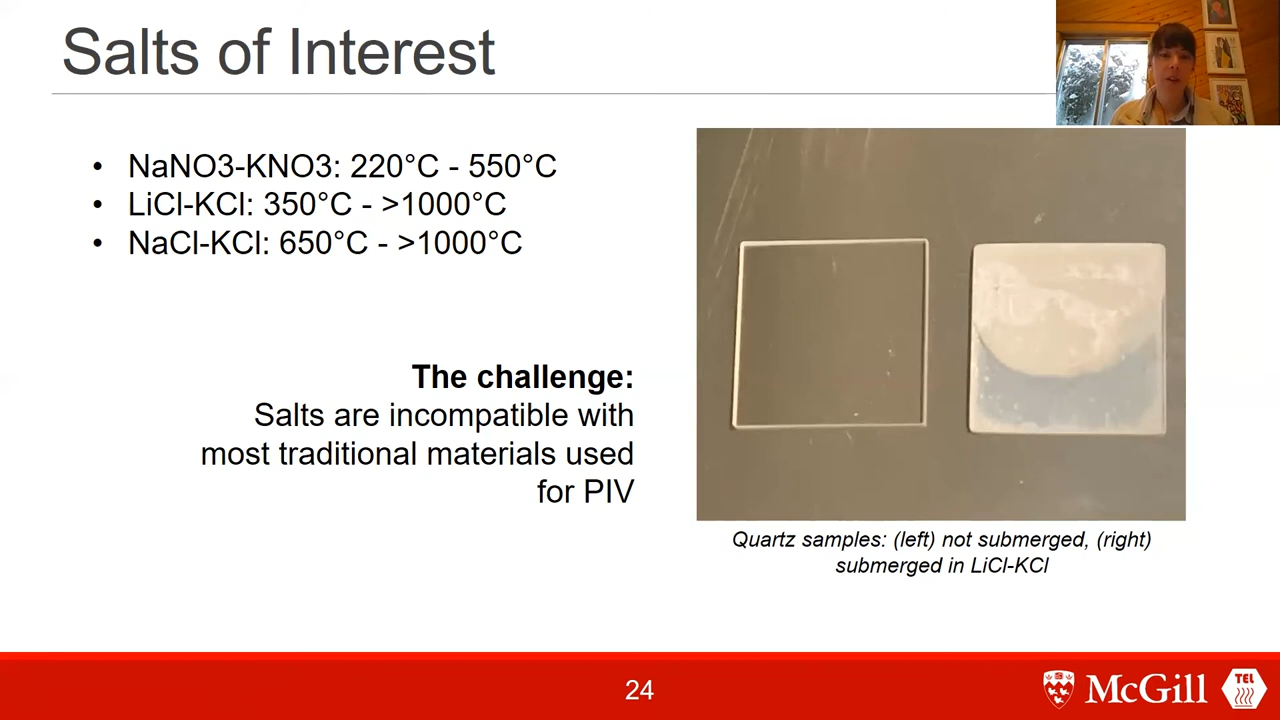 Salts of Interest
• NaNO3-KNO3: 220°C - 550°C
• LiCl-KCl: 350°C - >1000°C
• NaCl-KCl: 650°C - >1000°C
The challenge:
Salts are incompatible with
most traditional materials used
for PIV
Quartz samples: (left) not submerged, (right)
submerged in LiCl-KCl
24
McGill
TEL